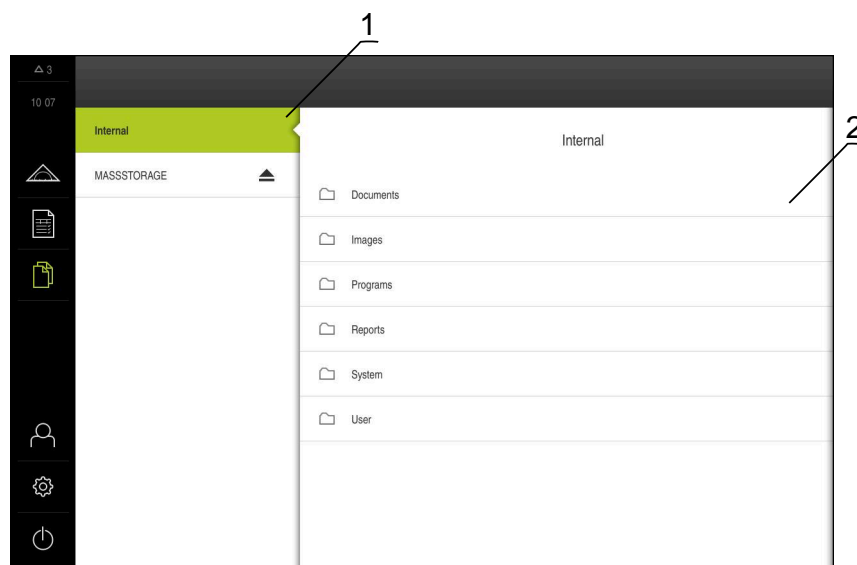 1
3
10 07
Internal
MASSSTORAGE
Internal
2
Documents
Images
Programs
Reports
System
User